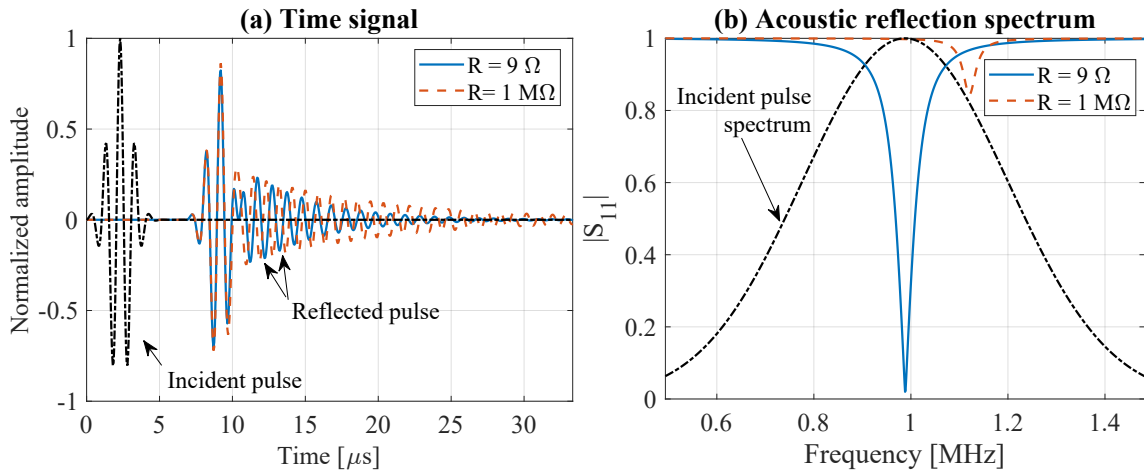 (a) Time signal
Normalized amplitude
1
0.5
0
-0.5
-1
R = 9 Ω
R= 1 MΩ
Reflected pulse
Incident pulse
0 5 10 15 20 25 30
Time [μs]
(b) Acoustic reflection spectrum
|S11|
1
0.8
0.6
0.4
0.2
0
Incident pulse
spectrum
R = 9 Ω
R = 1 MΩ
0.6 0.8 1 1.2 1.4
Frequency [MHz]